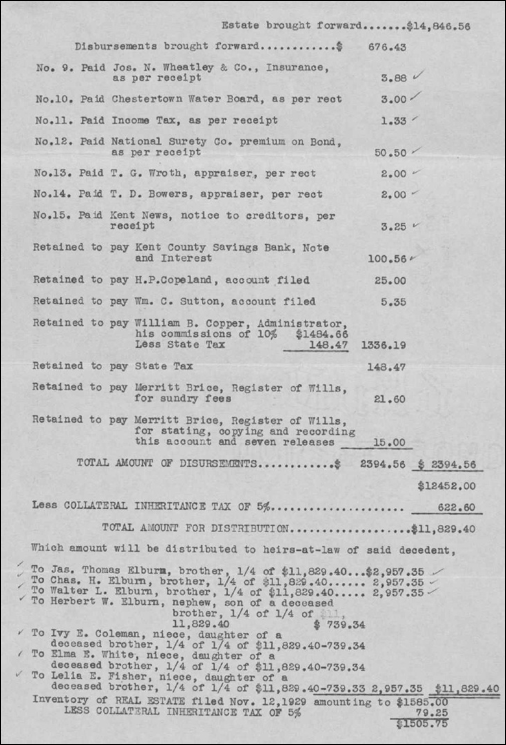 Estate brought forward.......$14,846.56
Disbursements brought forward............$ 676.43
No. 9. Paid Jos. N. Wheatley & Co., Insurance,
as per receipt 3.88 ✓
No.10. Paid Chestertown Water Board, as per rect 3.00 ✓
No.11. Paid Income Tax, as per receipt 1.33 ✓
No.12. Paid National Surety Co. premium on Bond,
as per receipt 50.50 ✓
No.13. Paid T. G. Wroth, appraiser, per rect 2.00 ✓
No.14. Paid T. D. Bowers, appraiser, per rect 2.00 ✓
No.15. Paid Kent News, notice to creditors, per
receipt 3.25 ✓
Retained to pay Kent County Savings Bank, Note
and Interest 100.56 ✓
Retained to pay H.P.Copeland, account filed 25.00
Retained to pay Wm. C. Sutton, account filed 5.35
Retained to pay William B. Copper, Administrator,
his commissions of 10% $1484.66
Less State Tax 148.47 1336.19
Retained to pay State Tax 148.47
Retained to pay Merritt Brice, Register of Wills,
for sundry fees 21.60
Retained to pay Merritt Brice, Register of Wills,
for stating, copying and recording
this account and seven releases 15.00
TOTAL AMOUNT OF DISURSEMENTS............$ 2394.56 $ 2394.56
$12452.00
Less COLLATERAL INHERITANCE TAX OF 5%...................... 622.60
TOTAL AMOUNT FOR DISTRIBUTION....................$11,829.40
Which amount will be distributed to heirs-at-law of said decedent,
✓ To Jas. Thomas Elburn, brother, 1/4 of $11,829.40...$2,957.35 ✓
✓ To Chas. H. Elburn, brother, 1/4 of $11,829.40...... 2,957.35 ✓
✓ To Walter L. Elburn, brother, 1/4 of $11,829.40..... 2,957.35 ✓
✓ To Herbert W. Elburn, nephew, son of a deceased
brother, 1/4 of 1/4 of $11,
11,829.40 $ 739.34
✓ To Ivy E. Coleman, niece, daughter of a
deceased brother, 1/4 of 1/4 of $11,829.40-739.34
✓ To Elma E. White, niece, daughter of a
deceased brother, 1/4 of 1/4 of $11,829.40-739.34
✓ To Lelia E. Fisher, niece, daughter of a
deceased brother, 1/4 of 1/4 of $11,829.40-739.33 2,957.35 $11,829.40
Inventory of REAL ESTATE filed Nov. 12,1929 amounting to $1585.00
LESS COLLATERAL INHERITANCE TAX OF 5% 79.25
$1505.75